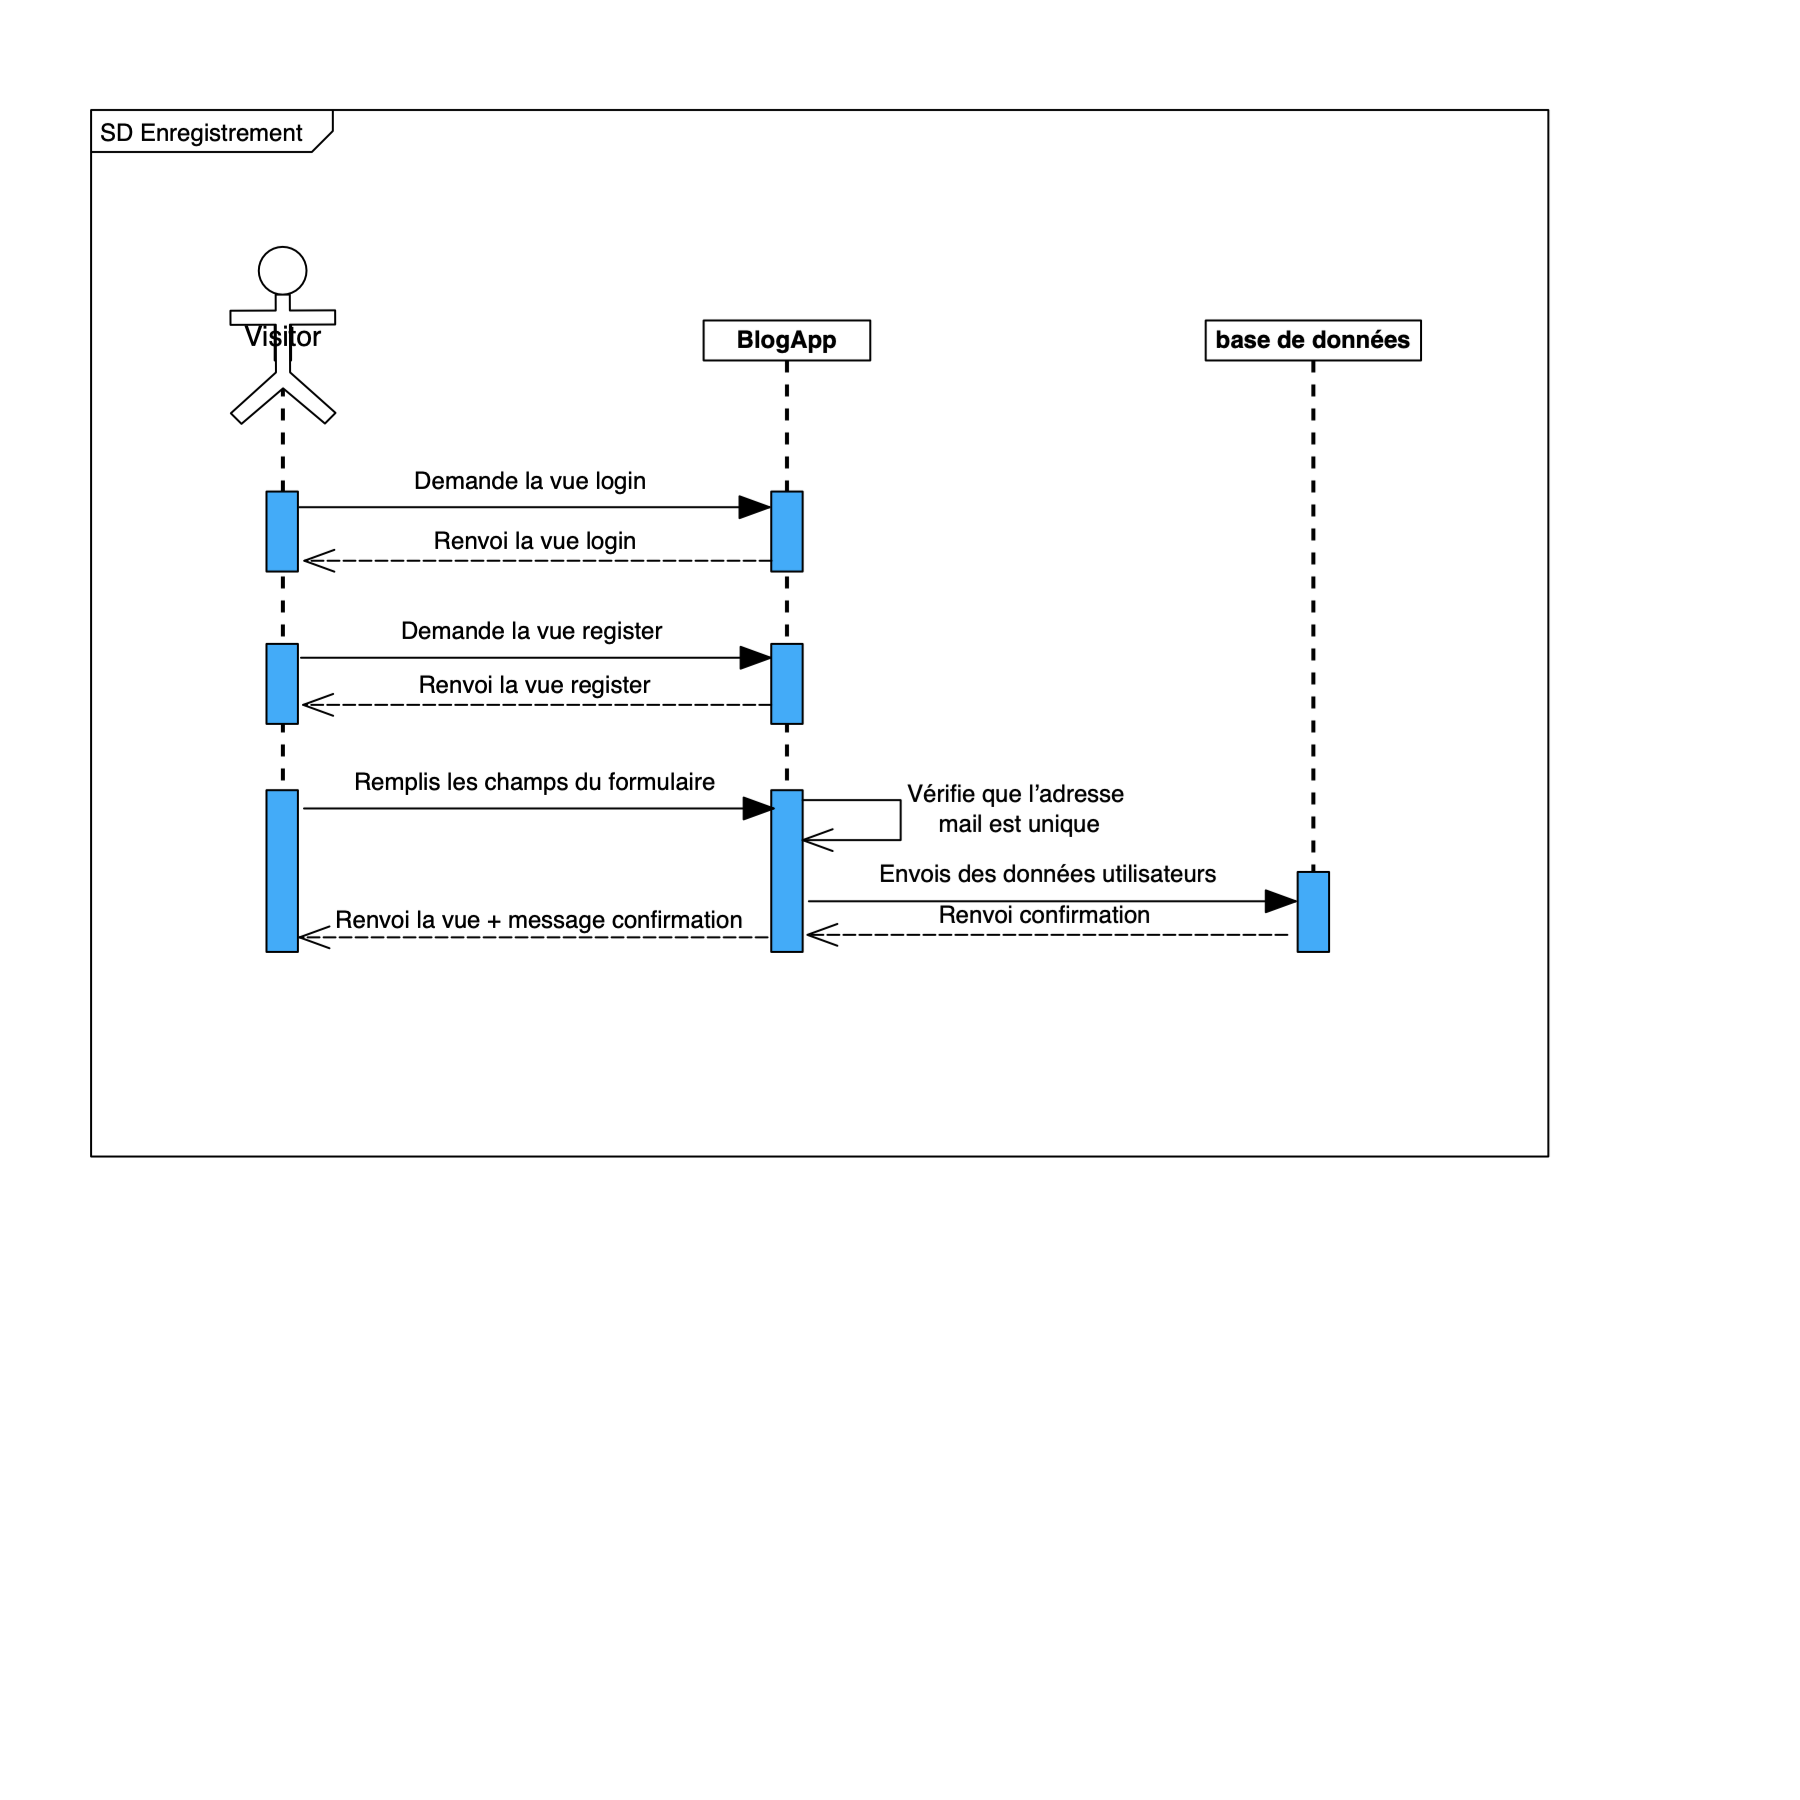 SD Enregistrement
Visitor
BlogApp
base de données
Demande la vue login
Renvoi la vue login
Demande la vue register
Renvoi la vue register
Remplis les champs du formulaire
Vérifie que l’adresse
mail est unique
Envois des données utilisateurs
Renvoi confirmation
Renvoi la vue + message confirmation